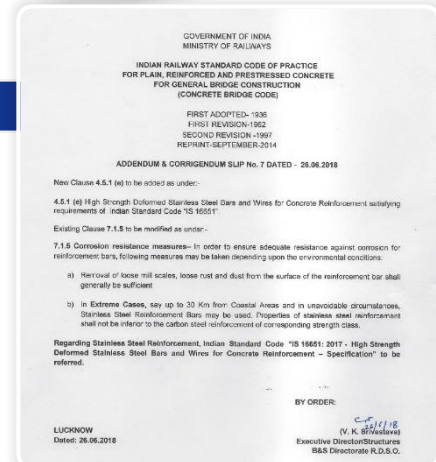 GOVERNMENT OF INDIA
MINISTRY OF RAILWAYS
INDIAN RAILWAY STANDARD CODE OF PRACTICE
FOR PLAIN, REINFORCED AND PRESTRESSED CONCRETE
FOR GENERAL BRIDGE CONSTRUCTION
(CONCRETE BRIDGE CODE)
FIRST ADOPTED- 1936
FIRST REVISION-1962
SECOND REVISION -1997
REPRINT-SEPTEMBER-2014
ADDENDUM & CORRIGENDUM SLIP No. 7 DATED - 26.06.2018
New Clause 4.5.1 (e) to be added as under:-
4.5.1 (e) High Strength Deformed Stainless Steel Bars and Wires for Concrete Reinforcement satisfying
requirements of Indian Standard Code "IS 16651".
Existing Clause 7.1.5 to be modified as under:-
7.1.5 Corrosion resistance measures– In order to ensure adequate resistance against corrosion for
reinforcement bars, following measures may be taken depending upon the environmental conditions:
a) Removal of loose mill scales, loose rust and dust from the surface of the reinforcement bar shall
generally be sufficient
b) In Extreme Cases, say up to 30 Km from Coastal Areas and in unavoidable circumstances,
Stainless Steel Reinforcement Bars may be used. Properties of stainless steel reinforcement
shall not be inferior to the carbon steel reinforcement of corresponding strength class.
Regarding Stainless Steel Reinforcement, Indian Standard Code "IS 16651: 2017 - High Strength
Deformed Stainless Steel Bars and Wires for Concrete Reinforcement – Specification" to be
referred.
BY ORDER:
26/6/18
(V. K. Srivastava)
LUCKNOW
Executive Director/Structures
Dated: 26.06.2018
B&S Directorate R.D.S.O.